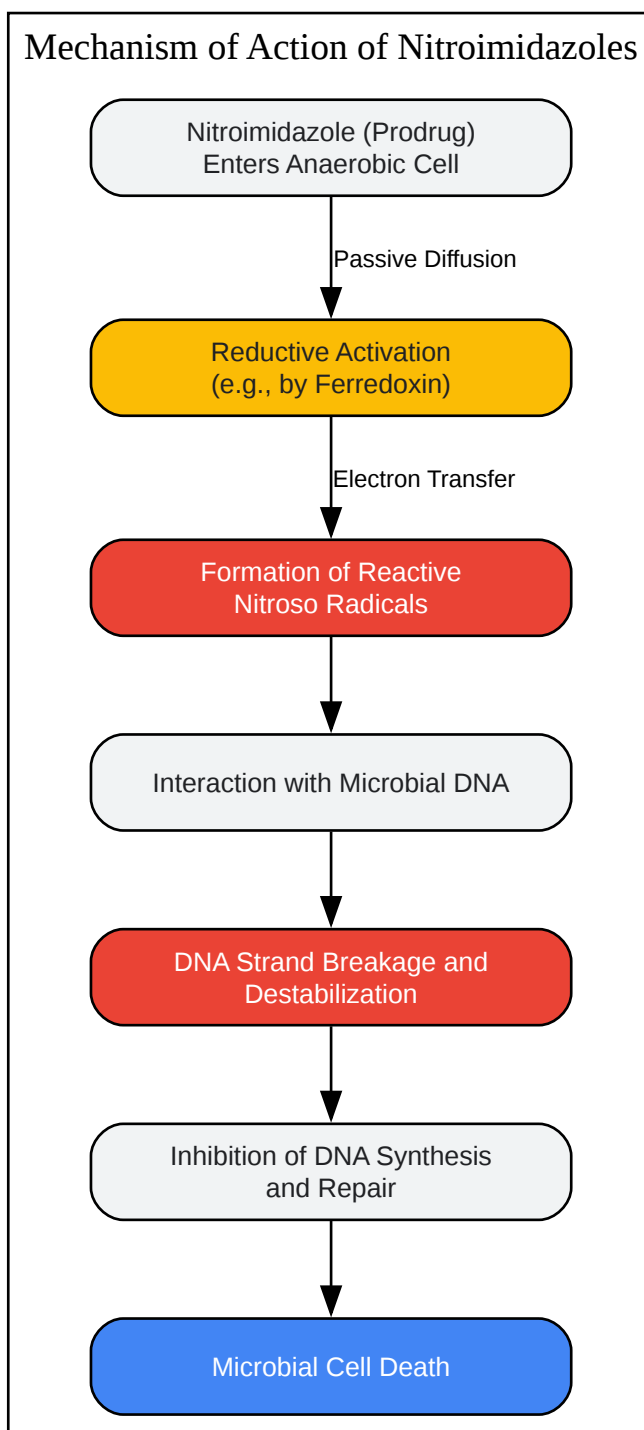 Mechanism of Action of Nitroimidazoles
Nitroimidazole (Prodrug)
Enters Anaerobic Cell
Passive Diffusion
Reductive Activation
(e.g., by Ferredoxin)
Electron Transfer
Formation of Reactive
Nitroso Radicals
Interaction with Microbial DNA
DNA Strand Breakage and
Destabilization
Inhibition of DNA Synthesis
and Repair
Microbial Cell Death